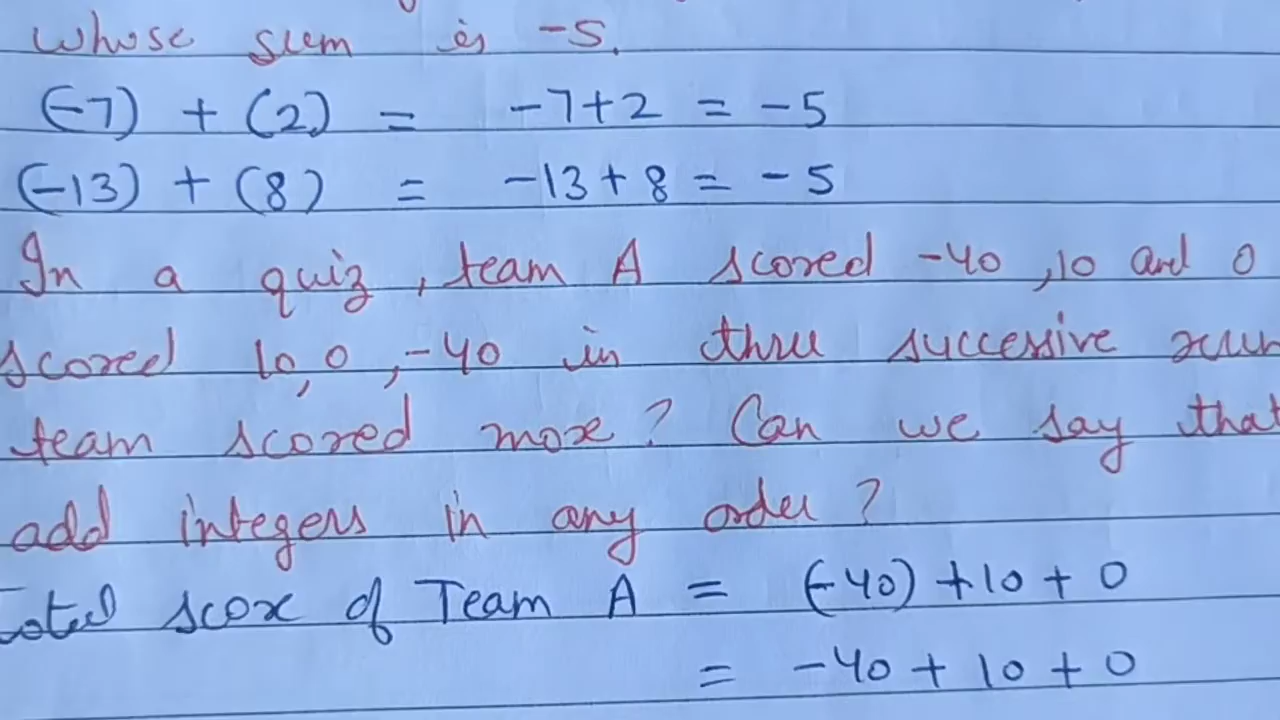 whose sum is -5.
(-7) + (2) = -7+2 = -5
(-13) + (8) = -13+8 = -5
In a quiz, team A scored -40, 10 and 0
scored 10, 0, -40 in three successive
team scored more? Can we say that
add integers in any order?
Total score of Team A = (-40) + 10 + 0
= -40 + 10 + 0